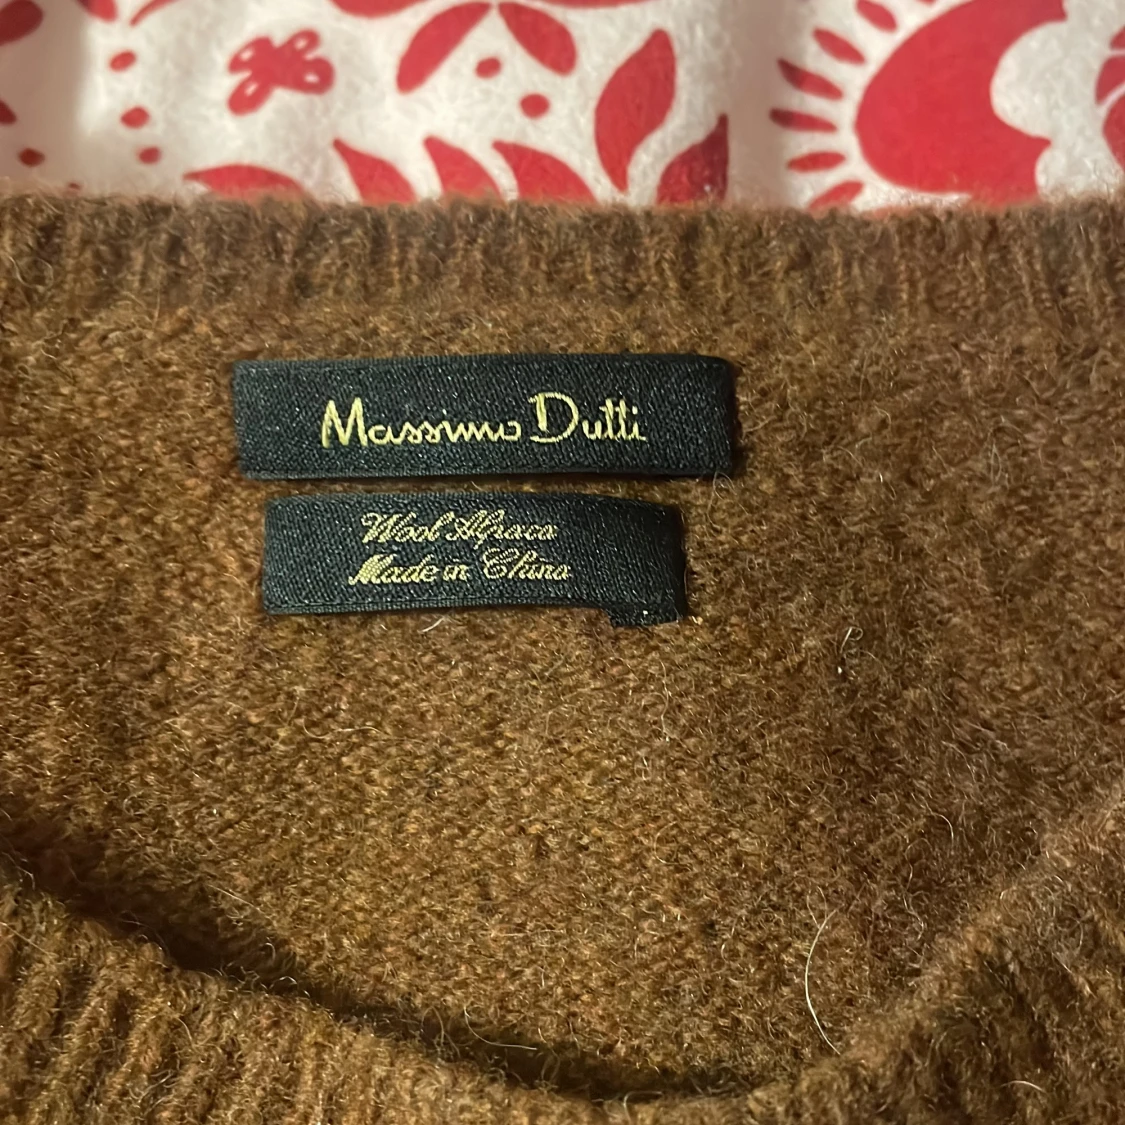 Massimo Dutti
Wool Alpaca
Made in China